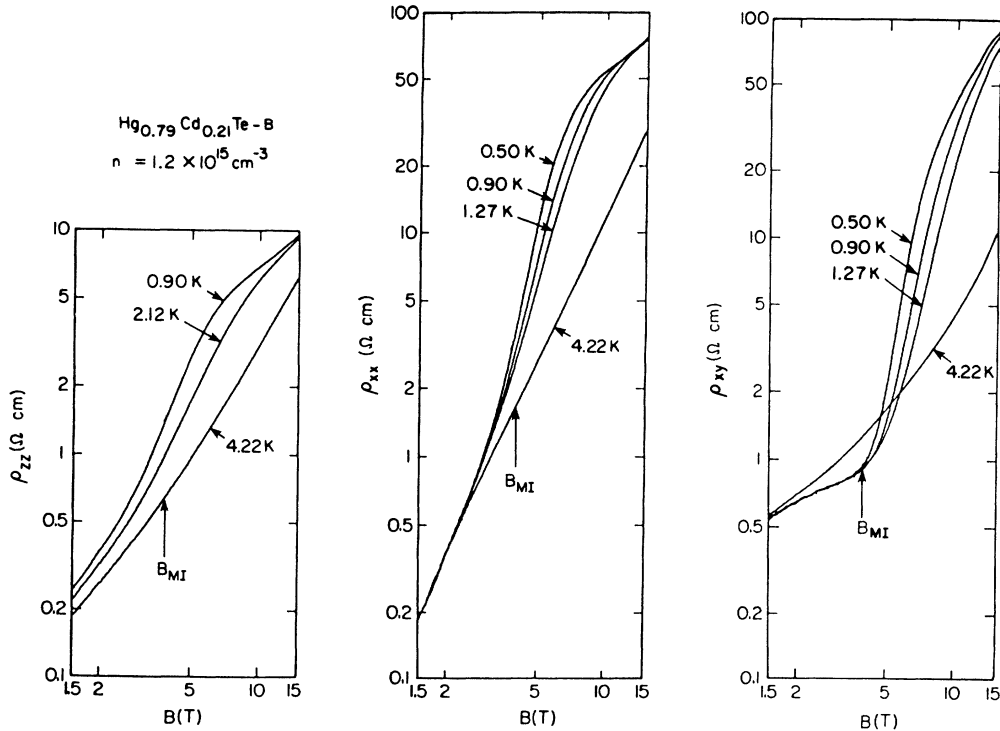 Hg0.79 Cd0.21Te-B
n = 1.2 × 10^15 cm^-3
10
5
2
1
0.5
0.2
0.1
1.5
2
5
10
15
ρzz (Ω cm)
B(T)
0.90 K
2.12 K
4.22 K
BMI
100
50
20
10
5
2
1
0.5
0.2
0.1
1.5
2
5
10
15
ρxx (Ω cm)
B(T)
0.50 K
0.90 K
1.27 K
4.22 K
BMI
100
50
20
10
5
2
1
0.5
0.2
0.1
1.5
2
5
10
15
ρxy (Ω cm)
B(T)
0.50 K
0.90 K
1.27 K
4.22 K
BMI